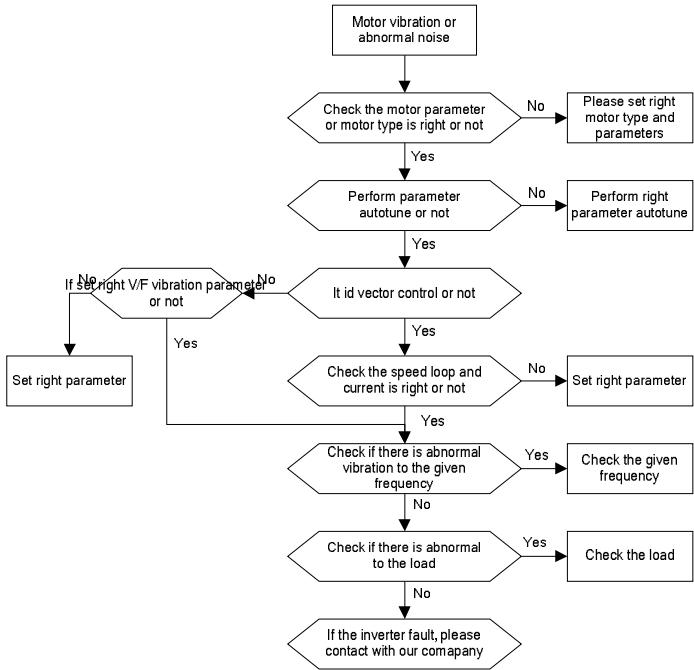 Motor vibration or
abnormal noise
Check the motor parameter
or motor type is right or not
No
Please set right
motor type and
parameters
Yes
Perform parameter
autotune or not
No
Perform right
parameter autotune
Yes
It id vector control or not
No
If set right V/F vibration parameter
or not
No
Set right parameter
Yes
Yes
Check the speed loop and
current is right or not
No
Set right parameter
Yes
Check if there is abnormal
vibration to the given
frequency
Yes
Check the given
frequency
No
Check if there is abnormal
to the load
Yes
Check the load
No
If the inverter fault, please
contact with our comapany